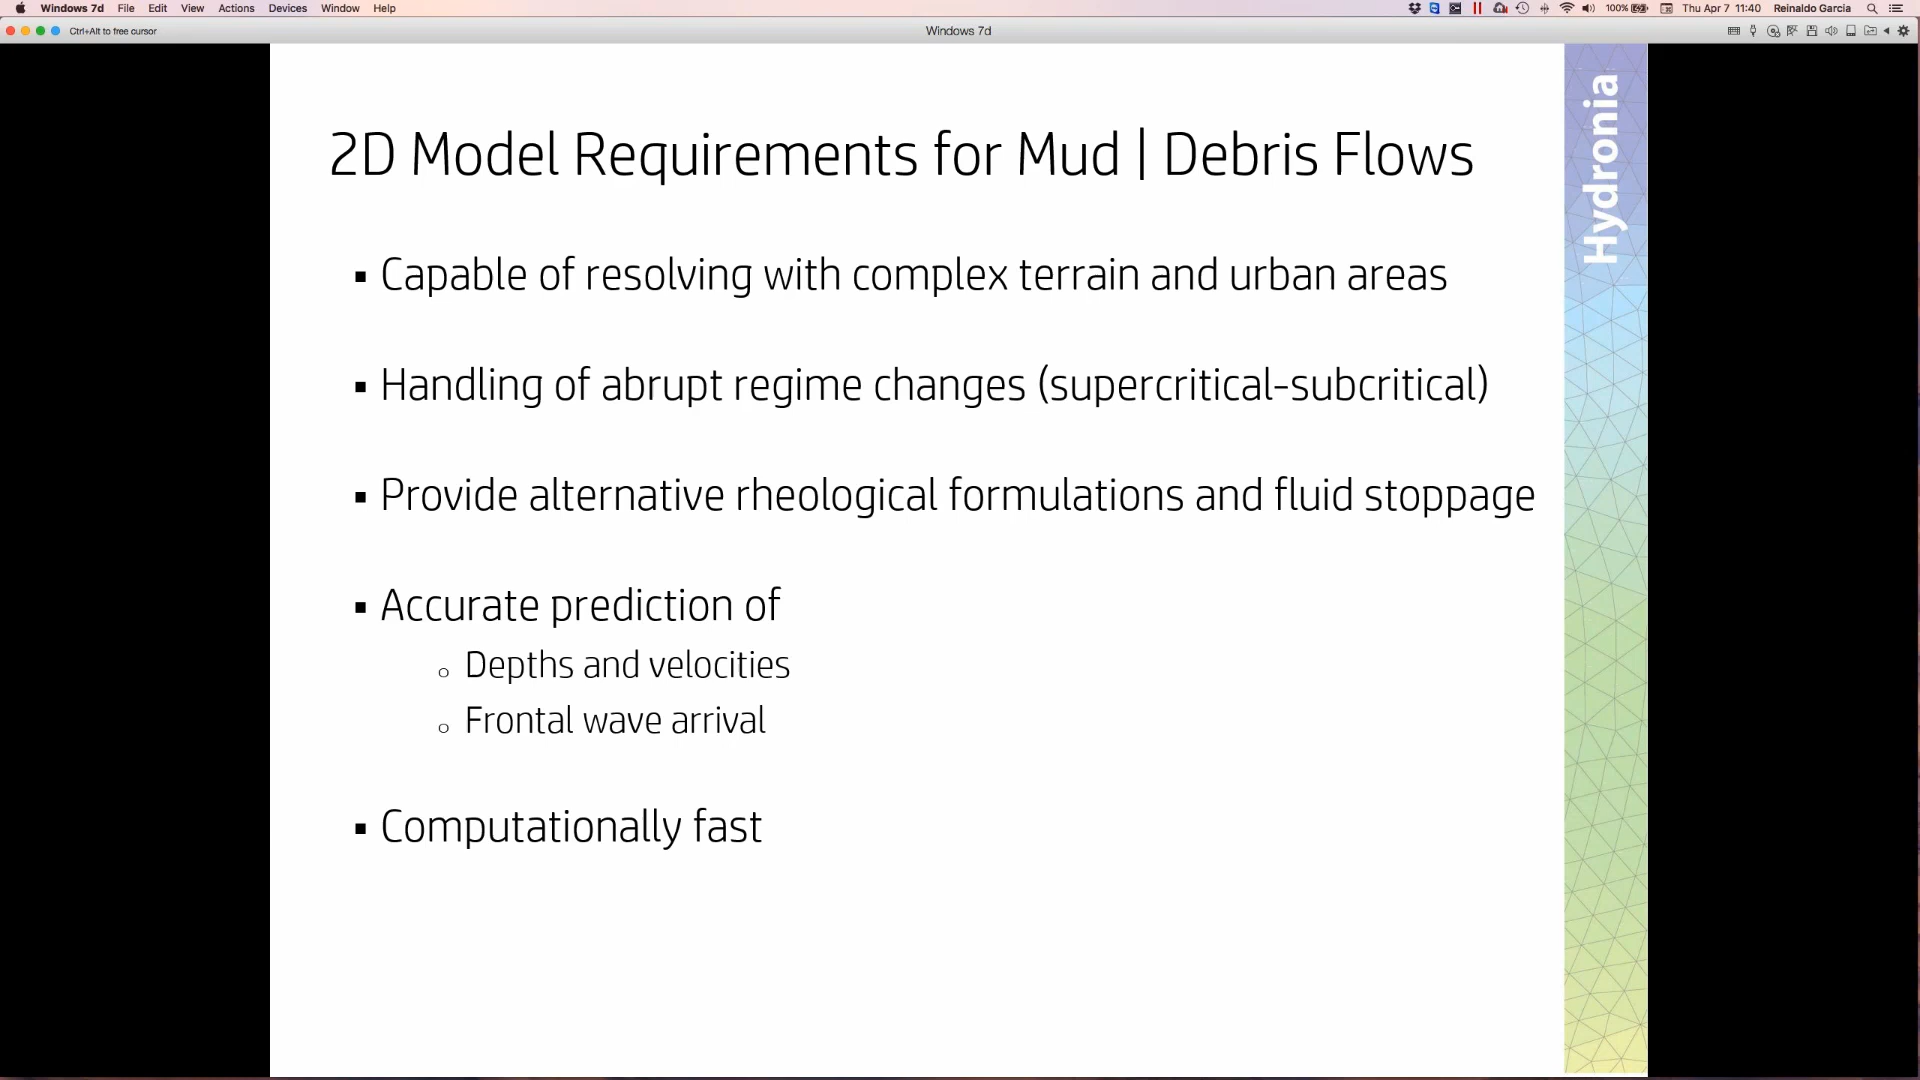 Windows 7d File Edit View Actions Devices Window Help 100% Thu Apr 7 11:40 Reinaldo Garcia
Ctrl+Alt to free cursor Windows 7d
Hydronia
2D Model Requirements for Mud | Debris Flows
▪ Capable of resolving with complex terrain and urban areas
▪ Handling of abrupt regime changes (supercritical-subcritical)
▪ Provide alternative rheological formulations and fluid stoppage
▪ Accurate prediction of
o Depths and velocities
o Frontal wave arrival
▪ Computationally fast